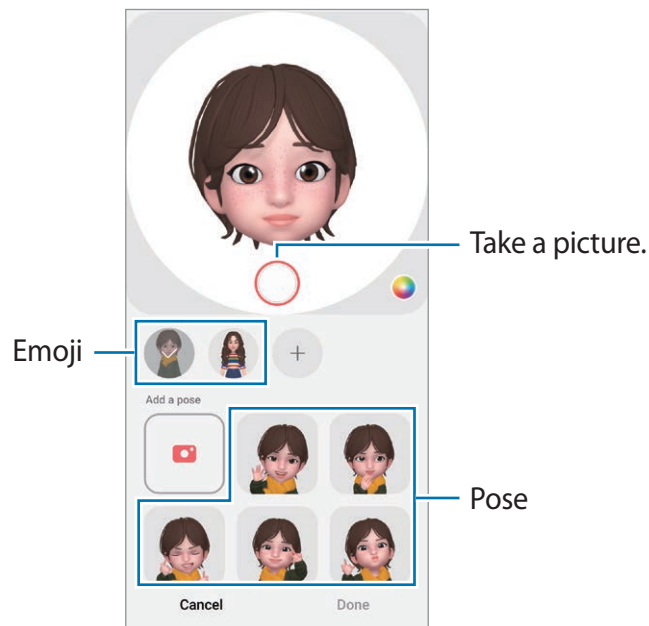 Take a picture.
Emoji
Add a pose
Pose
Cancel
Done